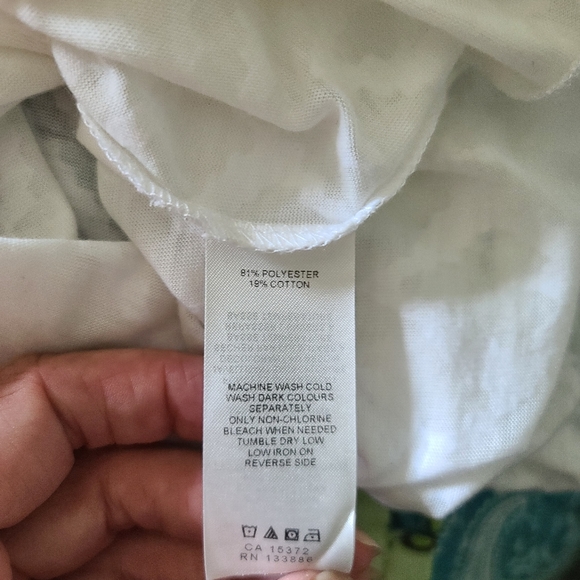 81% POLYESTER
19% COTTON
MACHINE WASH COLD
WASH DARK COLOURS
SEPARATELY
ONLY NON-CHLORINE
BLEACH WHEN NEEDED
TUMBLE DRY LOW
LOW IRON ON
REVERSE SIDE
CA 15372
RN 133886